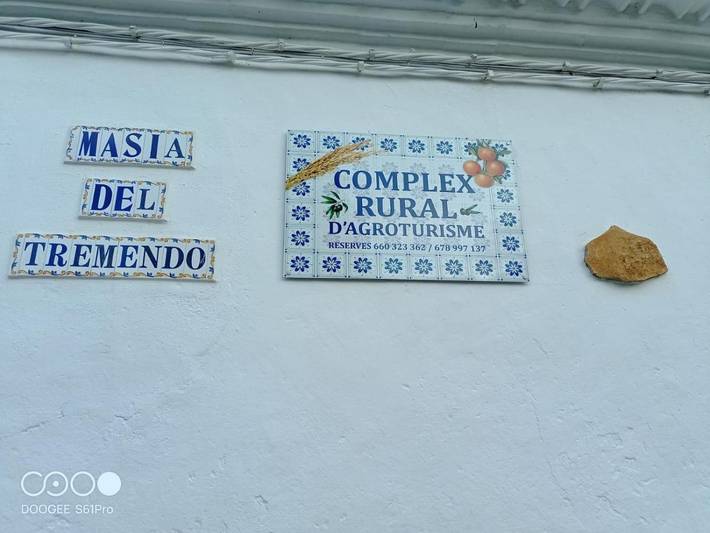 MASIA
DEL
TREMENDO
COMPLEX
RURAL
D'AGROTURISME
RESERVES 660 323 362 / 678 997 137
DOOGEE S61Pro